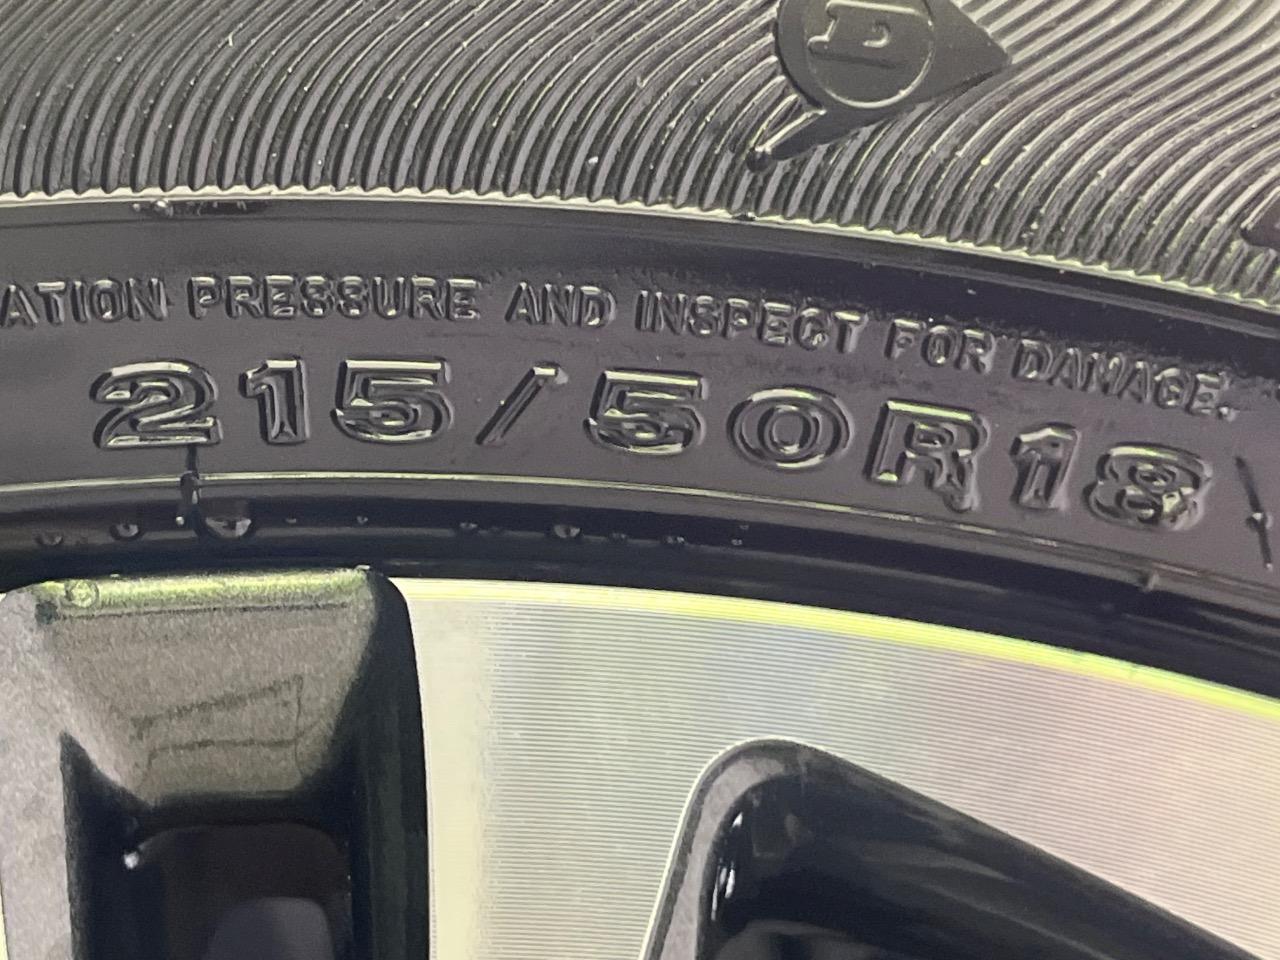 D
ATION PRESSURE AND INSPECT FOR DAMAGE.
215/50R18